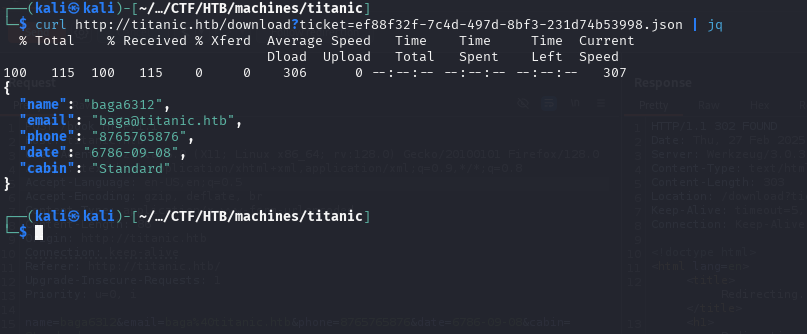 ┌──(kali㉿kali)-[~/…/CTF/HTB/machines/titanic]
└─$ curl http://titanic.htb/download?ticket=ef88f32f-7c4d-497d-8bf3-231d74b53998.json | jq
  % Total    % Received % Xferd  Average Speed   Time    Time     Time  Current
                                 Dload  Upload   Total   Spent    Left  Speed
100   115  100   115    0     0    306      0 --:--:-- --:--:-- --:--:--   307
{
  "name": "baga6312",
  "email": "baga@titanic.htb",
  "phone": "8765765876",
  "date": "6786-09-08",
  "cabin": "Standard"
}
┌──(kali㉿kali)-[~/…/CTF/HTB/machines/titanic]
└─$